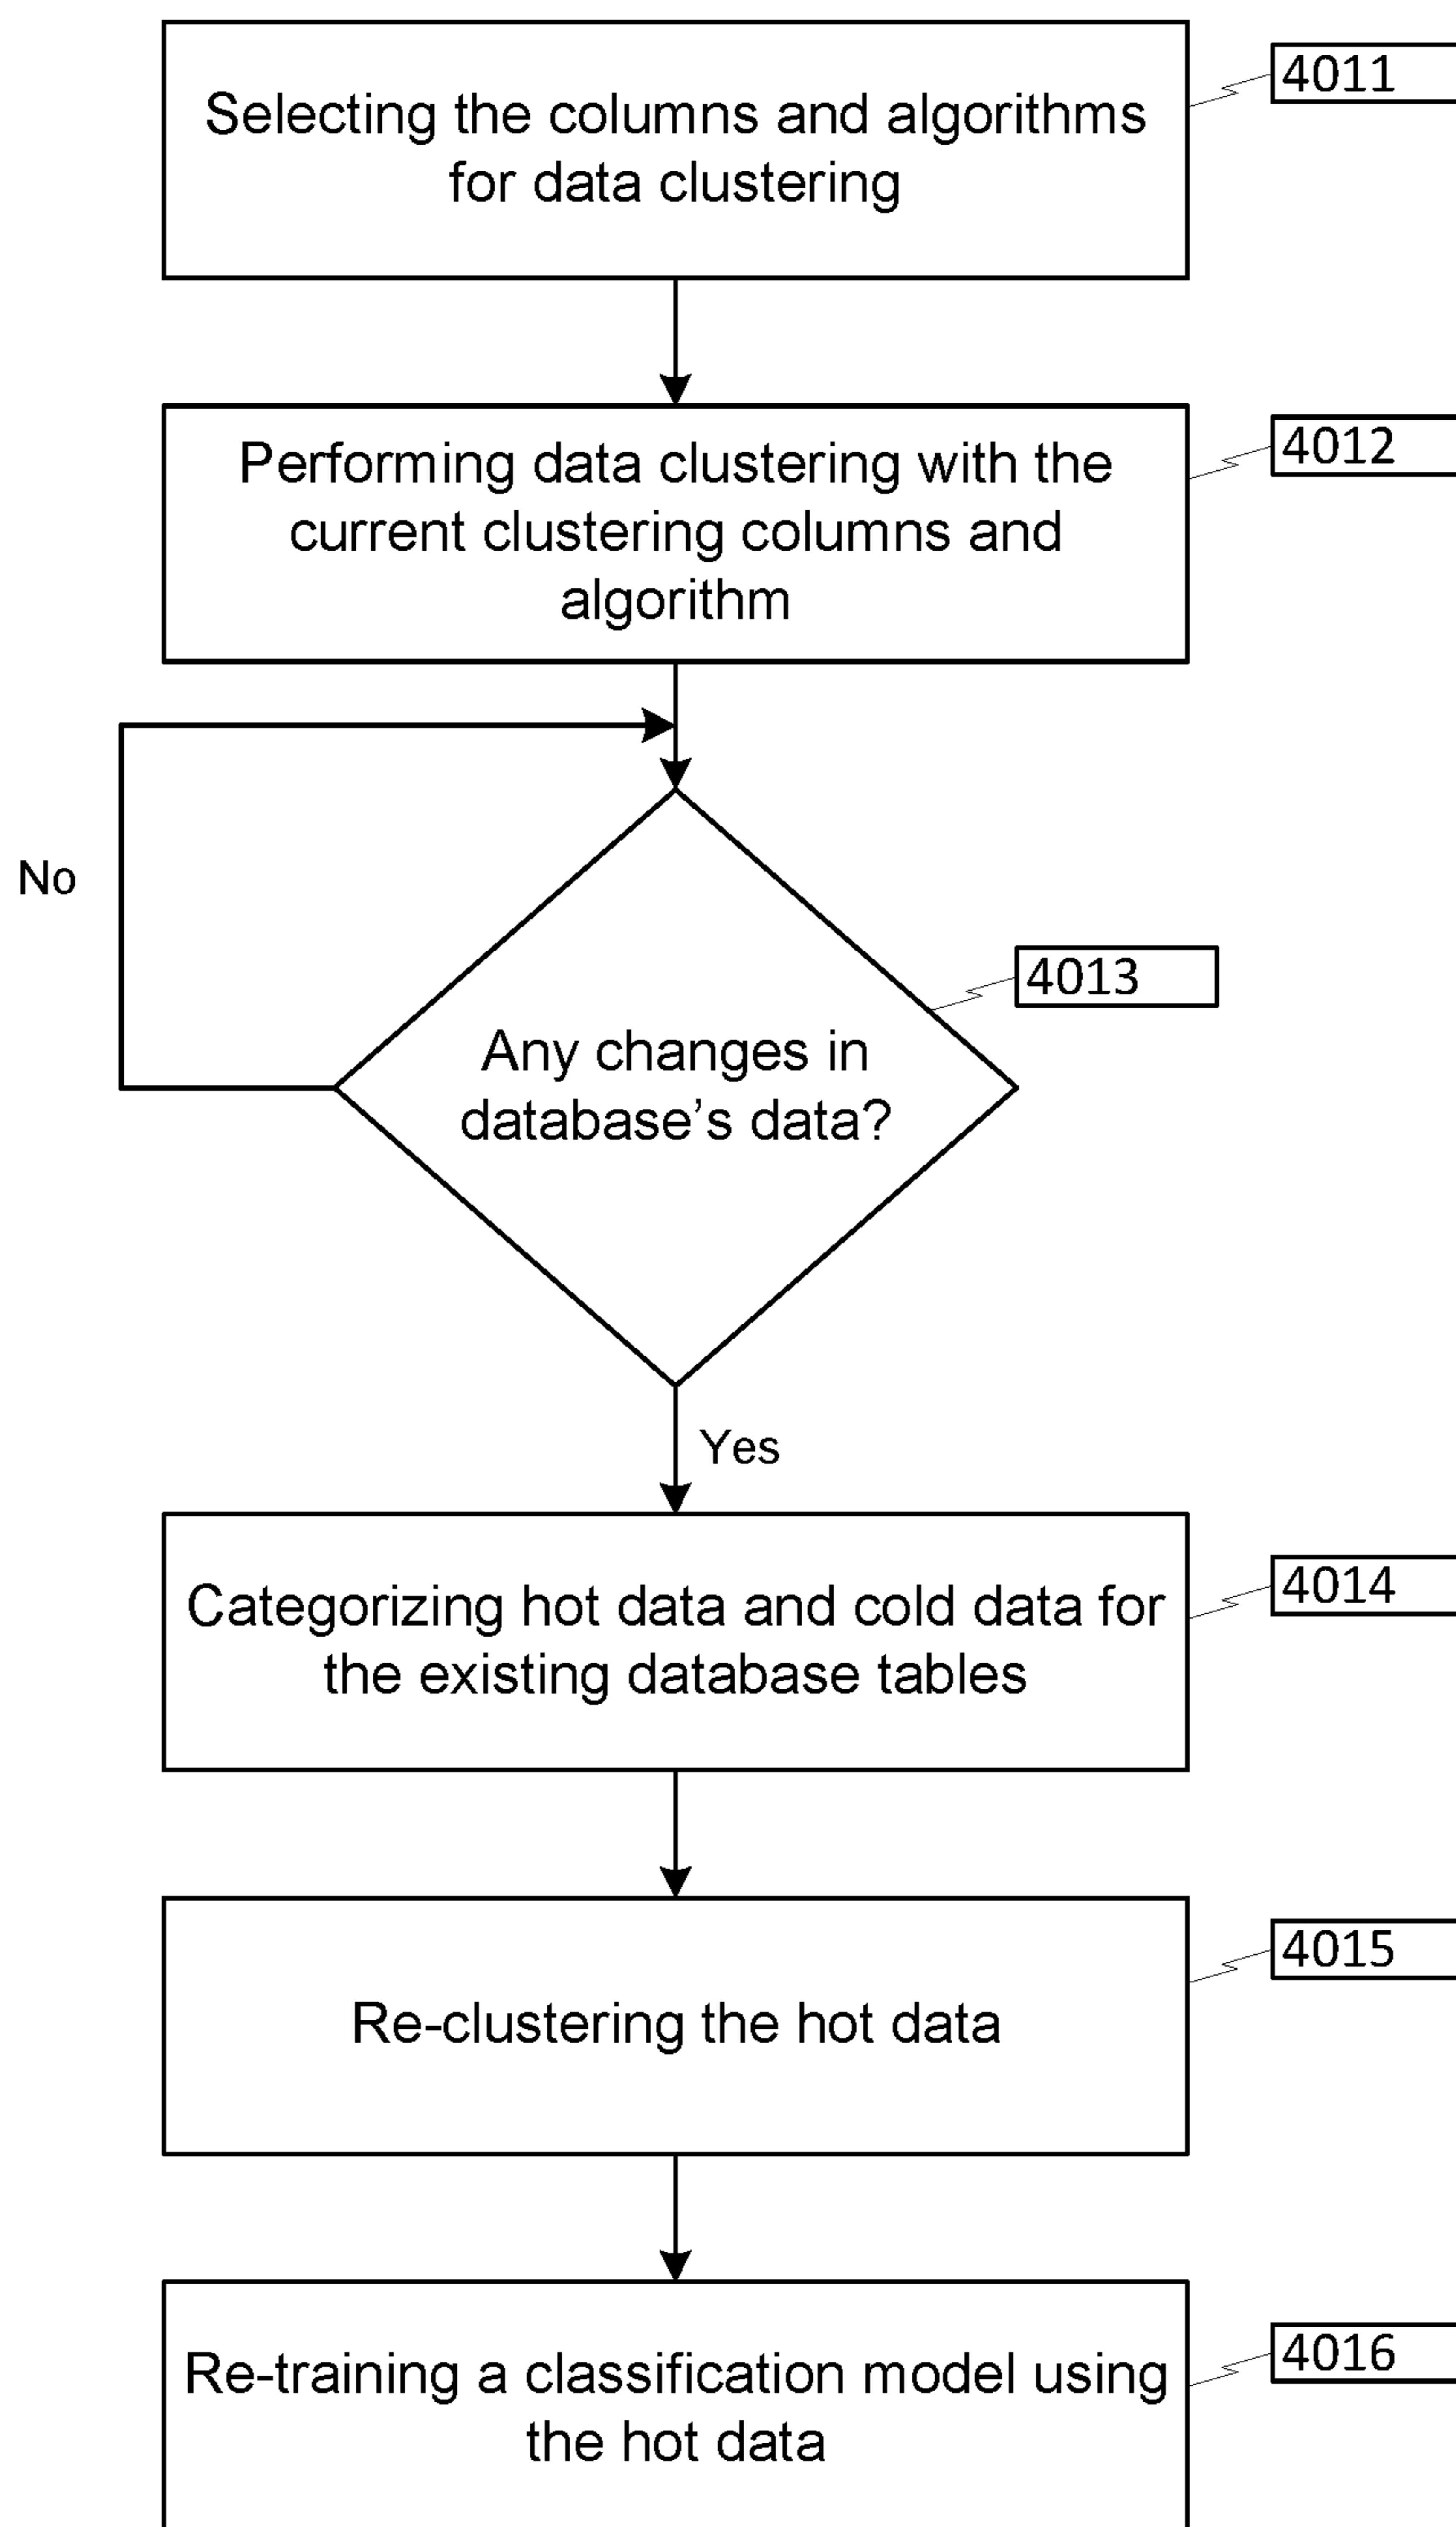 Selecting the columns and algorithms
for data clustering
4011
Performing data clustering with the
current clustering columns and
algorithm
4012
No
4013
Any changes in
database’s data?
Yes
Categorizing hot data and cold data for
the existing database tables
4014
Re-clustering the hot data
4015
Re-training a classification model using
the hot data
4016